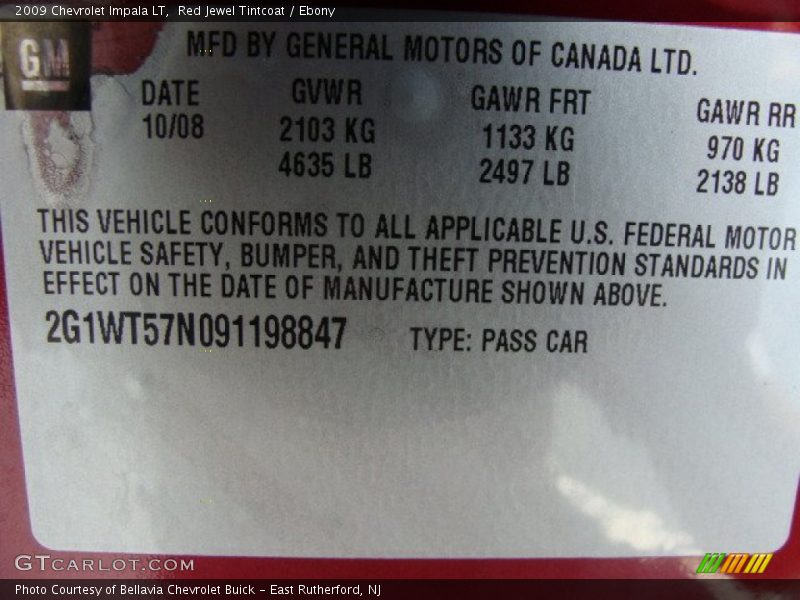 2009 Chevrolet Impala LT,  Red Jewel Tintcoat / Ebony
GM
MFD BY GENERAL MOTORS OF CANADA LTD.
DATE GVWR GAWR FRT GAWR RR
10/08 2103 KG 1133 KG 970 KG
4635 LB 2497 LB 2138 LB
THIS VEHICLE CONFORMS TO ALL APPLICABLE U.S. FEDERAL MOTOR
VEHICLE SAFETY, BUMPER, AND THEFT PREVENTION STANDARDS IN
EFFECT ON THE DATE OF MANUFACTURE SHOWN ABOVE.
2G1WT57N091198847 TYPE: PASS CAR
GTCARLOT.COM
Photo Courtesy of Bellavia Chevrolet Buick – East Rutherford, NJ